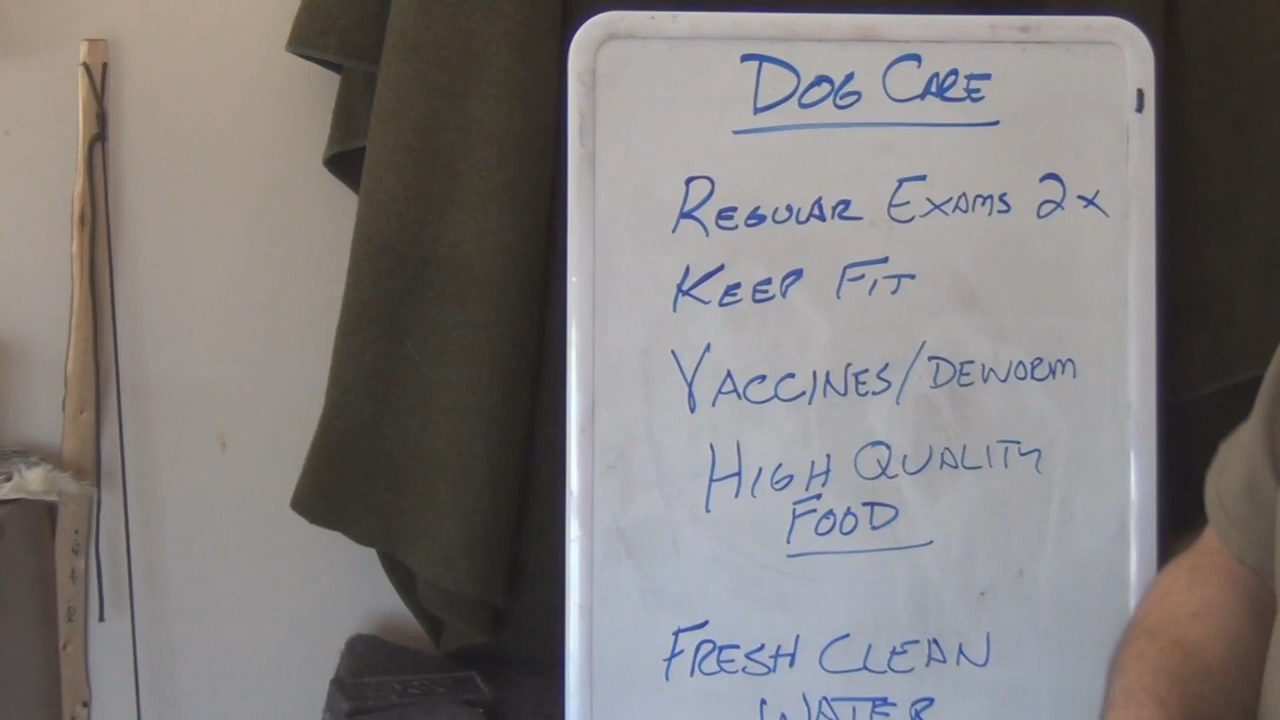 DOG CARE
REGULAR EXAMS 2x
KEEP FIT
VACCINES/DEWORM
HIGH QUALITY
FOOD
FRESH CLEAN
WATER